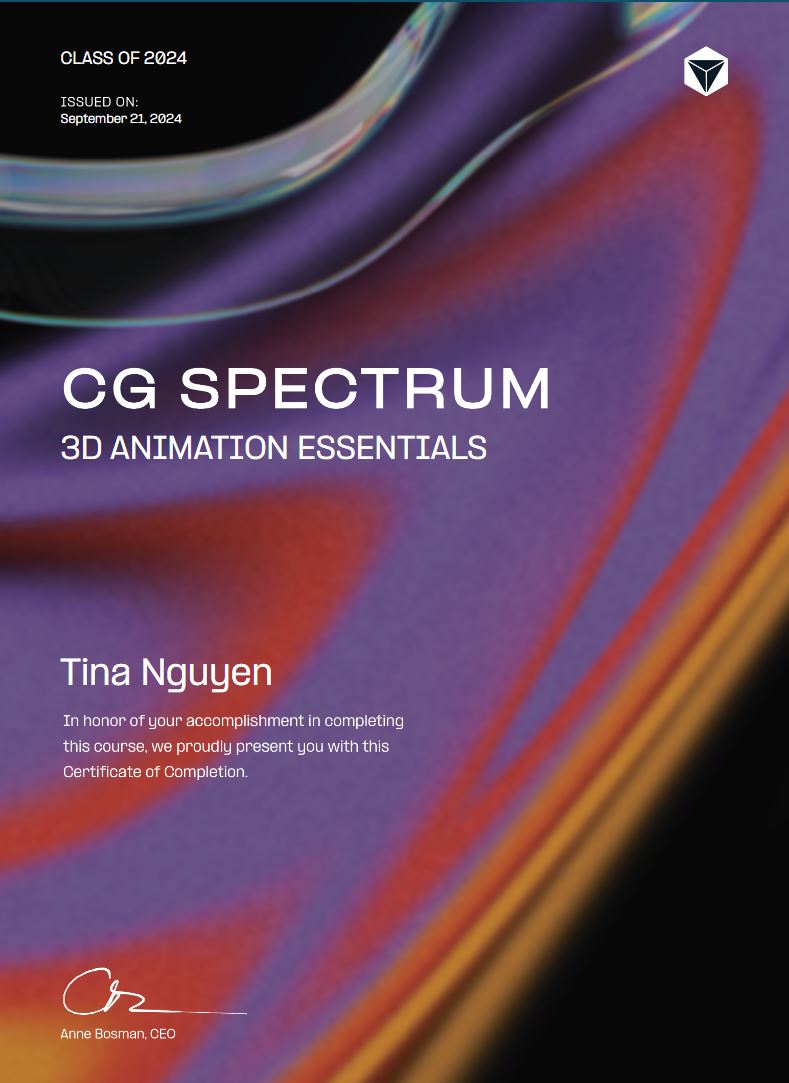 CLASS OF 2024
ISSUED ON:
September 21, 2024
CG SPECTRUM
3D ANIMATION ESSENTIALS
Tina Nguyen
In honor of your accomplishment in completing
this course, we proudly present you with this
Certificate of Completion.
Anne Bosman, CEO